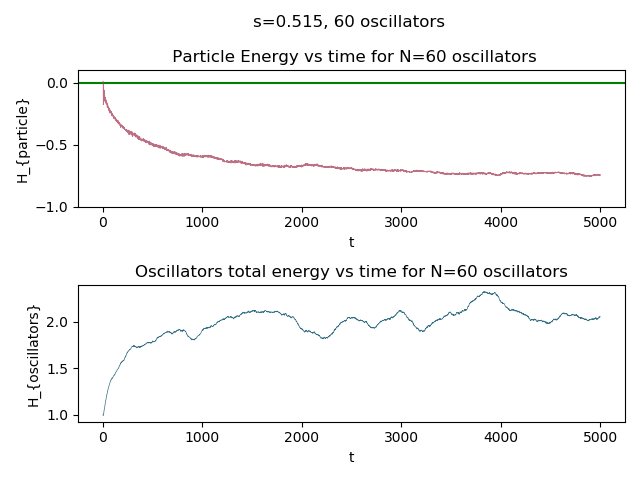 s=0.515, 60 oscillators
Particle Energy vs time for N=60 oscillators
H_{particle}
0.0
−0.5
−1.0
0 1000 2000 3000 4000 5000
t
Oscillators total energy vs time for N=60 oscillators
H_{oscillators}
2.0
1.5
1.0
0 1000 2000 3000 4000 5000
t